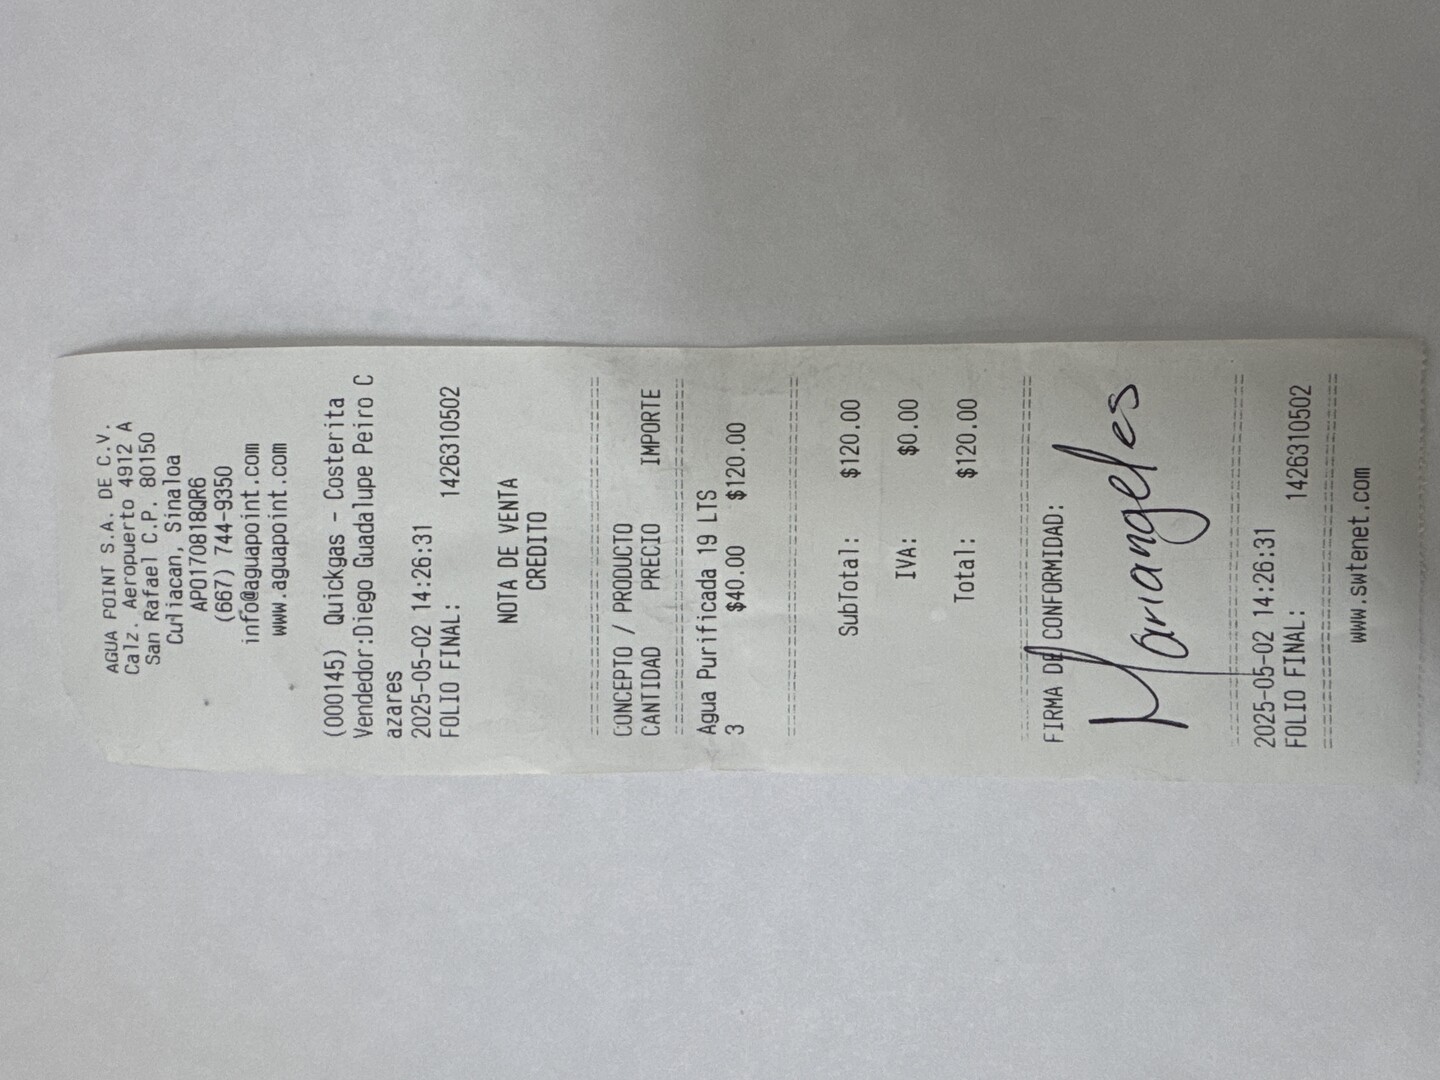 AGUA POINT S.A. DE C.V.
Calz. Aeropuerto 4912 A
San Rafael C.P. 80150
Culiacan, Sinaloa
APO170818QR6
(667) 744-9350
info@aguapoint.com
www.aguapoint.com
(000145) Quickgas - Costerita
Vendedor:Diego Guadalupe Peiro C
azares
2025-05-02 14:26:31
FOLIO FINAL: 1426310502
NOTA DE VENTA
CREDITO
================================
CONCEPTO / PRODUCTO
CANTIDAD PRECIO IMPORTE
================================
Agua Purificada 19 LTS
3 $40.00 $120.00
================================
SubTotal: $120.00
IVA: $0.00
Total: $120.00
================================
FIRMA DE CONFORMIDAD:
Mariangeles
================================
2025-05-02 14:26:31
FOLIO FINAL: 1426310502
================================
www.swtenet.com